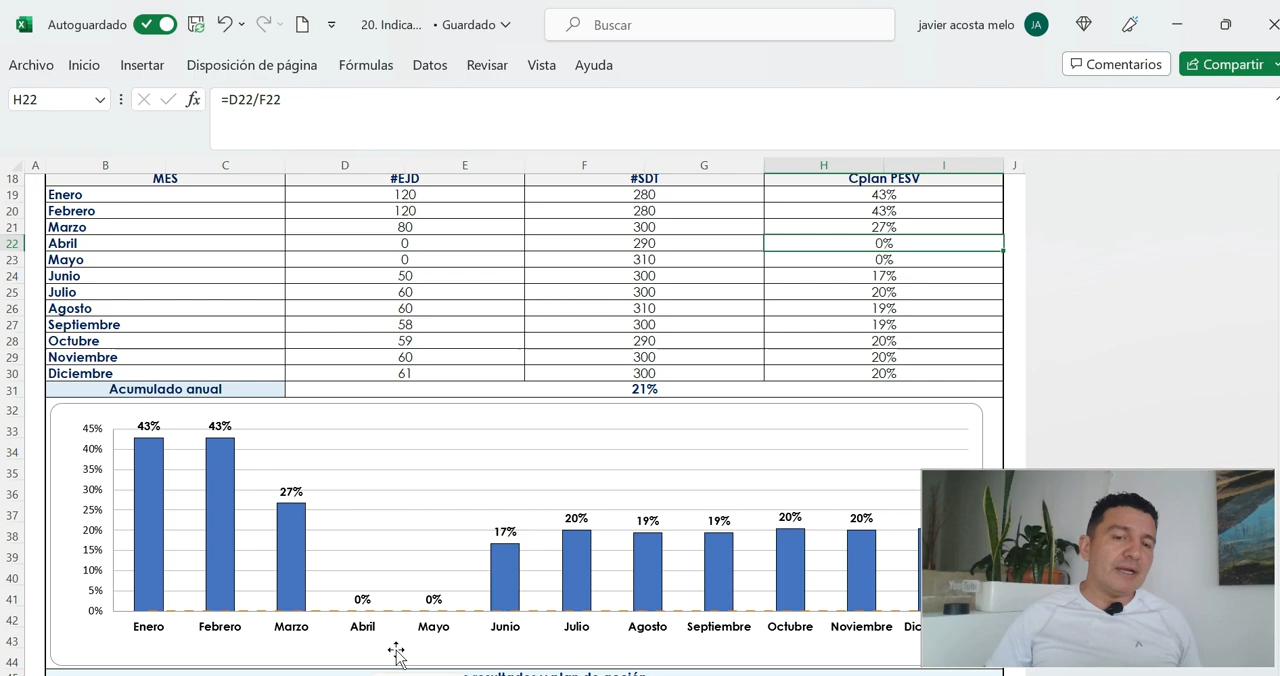 Autoguardado 20. Indica... • Guardado Buscar javier acosta melo JA
Archivo Inicio Insertar Disposición de página Fórmulas Datos Revisar Vista Ayuda Comentarios Compartir
H22 fx =D22/F22
A B C D E F G H I J
18 MES #EJD #SDT Cplan PESV
19 Enero 120 280 43%
20 Febrero 120 280 43%
21 Marzo 80 300 27%
22 Abril 0 290 0%
23 Mayo 0 310 0%
24 Junio 50 300 17%
25 Julio 60 300 20%
26 Agosto 60 310 19%
27 Septiembre 58 300 19%
28 Octubre 59 290 20%
29 Noviembre 60 300 20%
30 Diciembre 61 300 20%
31 Acumulado anual 21%
32
33 45% 43% 43%
34 40%
35 35%
36 30% 27%
37 25% 20% 19% 19% 20% 20%
38 20% 17%
39 15%
40 10%
41 5% 0% 0%
42 0%
Enero Febrero Marzo Abril Mayo Junio Julio Agosto Septiembre Octubre Noviembre Dic
43
44
resultados y plan de acción
YouTube